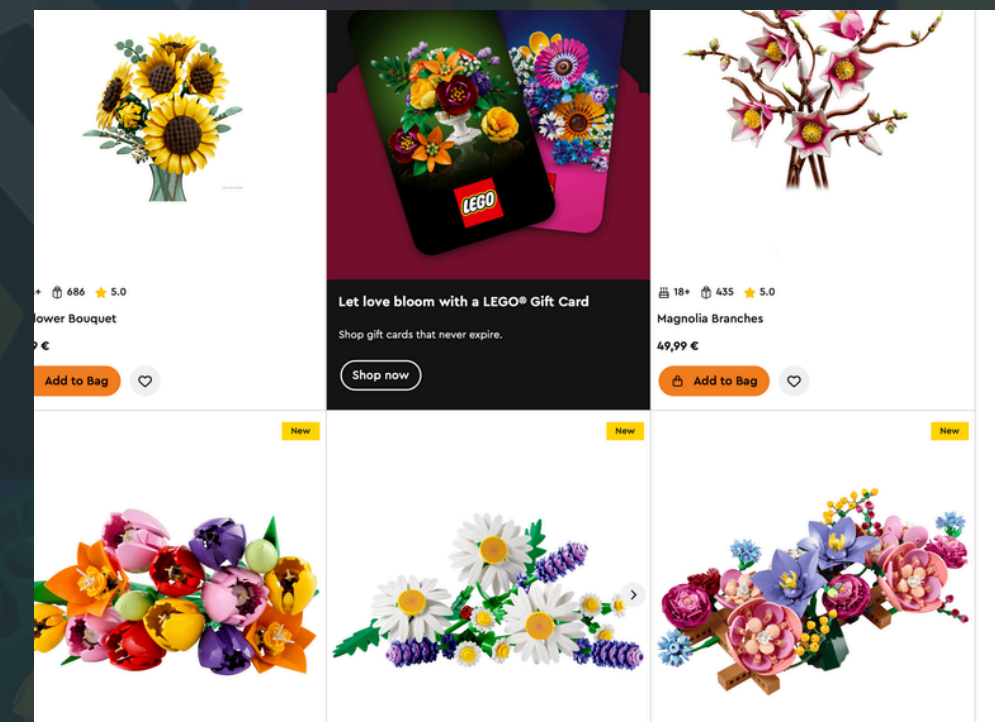 LEGO
+ 686 5.0
lower Bouquet
9 €
Add to Bag
Let love bloom with a LEGO® Gift Card
Shop gift cards that never expire.
Shop now
18+ 435 5.0
Magnolia Branches
49,99 €
Add to Bag
New
New
New